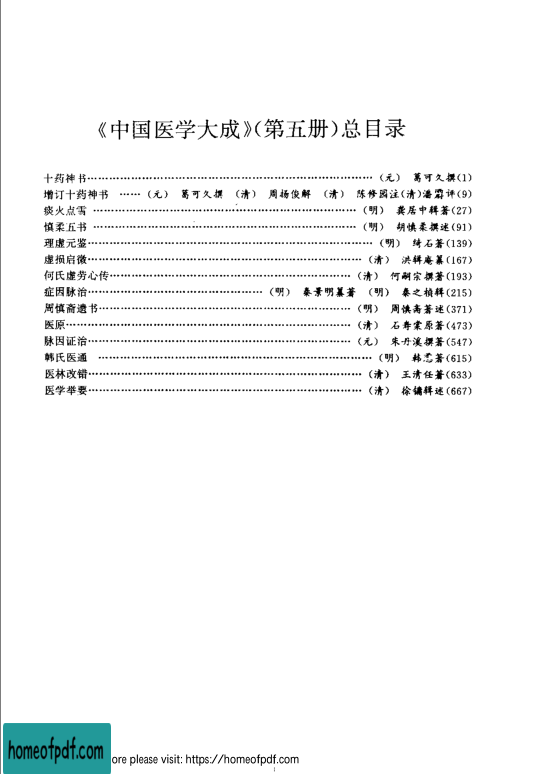 《中国医学大成》(第五册)总目录
十药神书……(元) 葛可久撰(1)
增订十药神书 ……(元) 葛可久撰 (清) 周扬俊解 (清) 陈修园注(清)潘霨评(9)
痰火点雪……(明) 龚居中辑著(27)
慎柔五书……(明) 胡慎柔撰述(91)
理虚元鉴……(明) 绮石著(139)
虚损启微……(清) 洪辑庵纂(167)
何氏虚劳心传……(清) 何嗣宗撰著(193)
症因脉治……(明) 秦景明纂著 (明) 秦之桢辑(215)
周慎斋遗书……(明) 周慎斋著述(371)
医原……(清) 石寿棠原著(473)
脉因证治……(元) 朱丹溪撰著(547)
韩氏医通 ……(明) 韩悉著(615)
医林改错……(清) 王清任著(633)
医学举要……(清) 徐镛辑述(667)
homeofpdf.com
ore please visit: https://homeofpdf.com